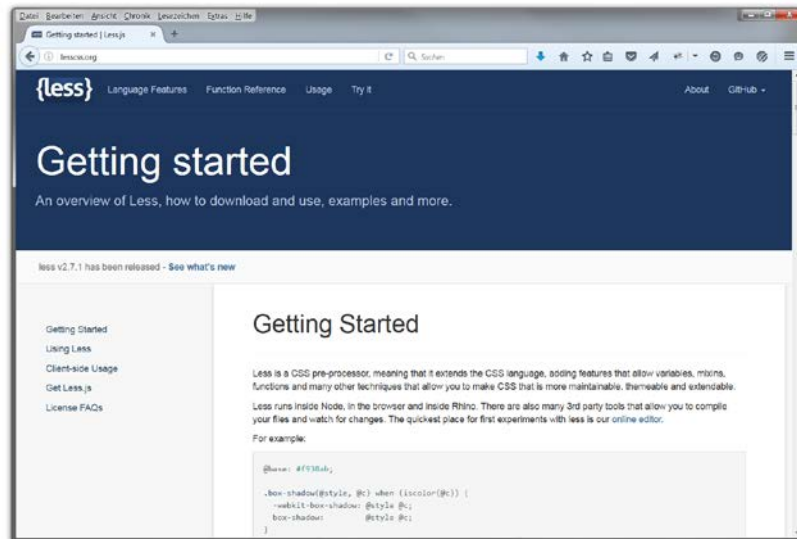 Datei Bearbeiten Ansicht Chronik Lesezeichen Extras Hilfe
Getting started | Less.js
lesscss.org
Suchen
{less} Language Features Function Reference Usage Try it About GitHub
Getting started
An overview of Less, how to download and use, examples and more.
less v2.7.1 has been released - See what's new
Getting Started
Using Less
Client-side Usage
Get Less.js
License FAQs
Getting Started
Less is a CSS pre-processor, meaning that it extends the CSS language, adding features that allow variables, mixins,
functions and many other techniques that allow you to make CSS that is more maintainable, themeable and extendable.
Less runs inside Node, in the browser and inside Rhino. There are also many 3rd party tools that allow you to compile
your files and watch for changes. The quickest place for first experiments with less is our online editor.
For example:
@base: #f938ab;
.box-shadow(@style, @c) when (iscolor(@c)) {
-webkit-box-shadow: @style @c;
box-shadow: @style @c;
}